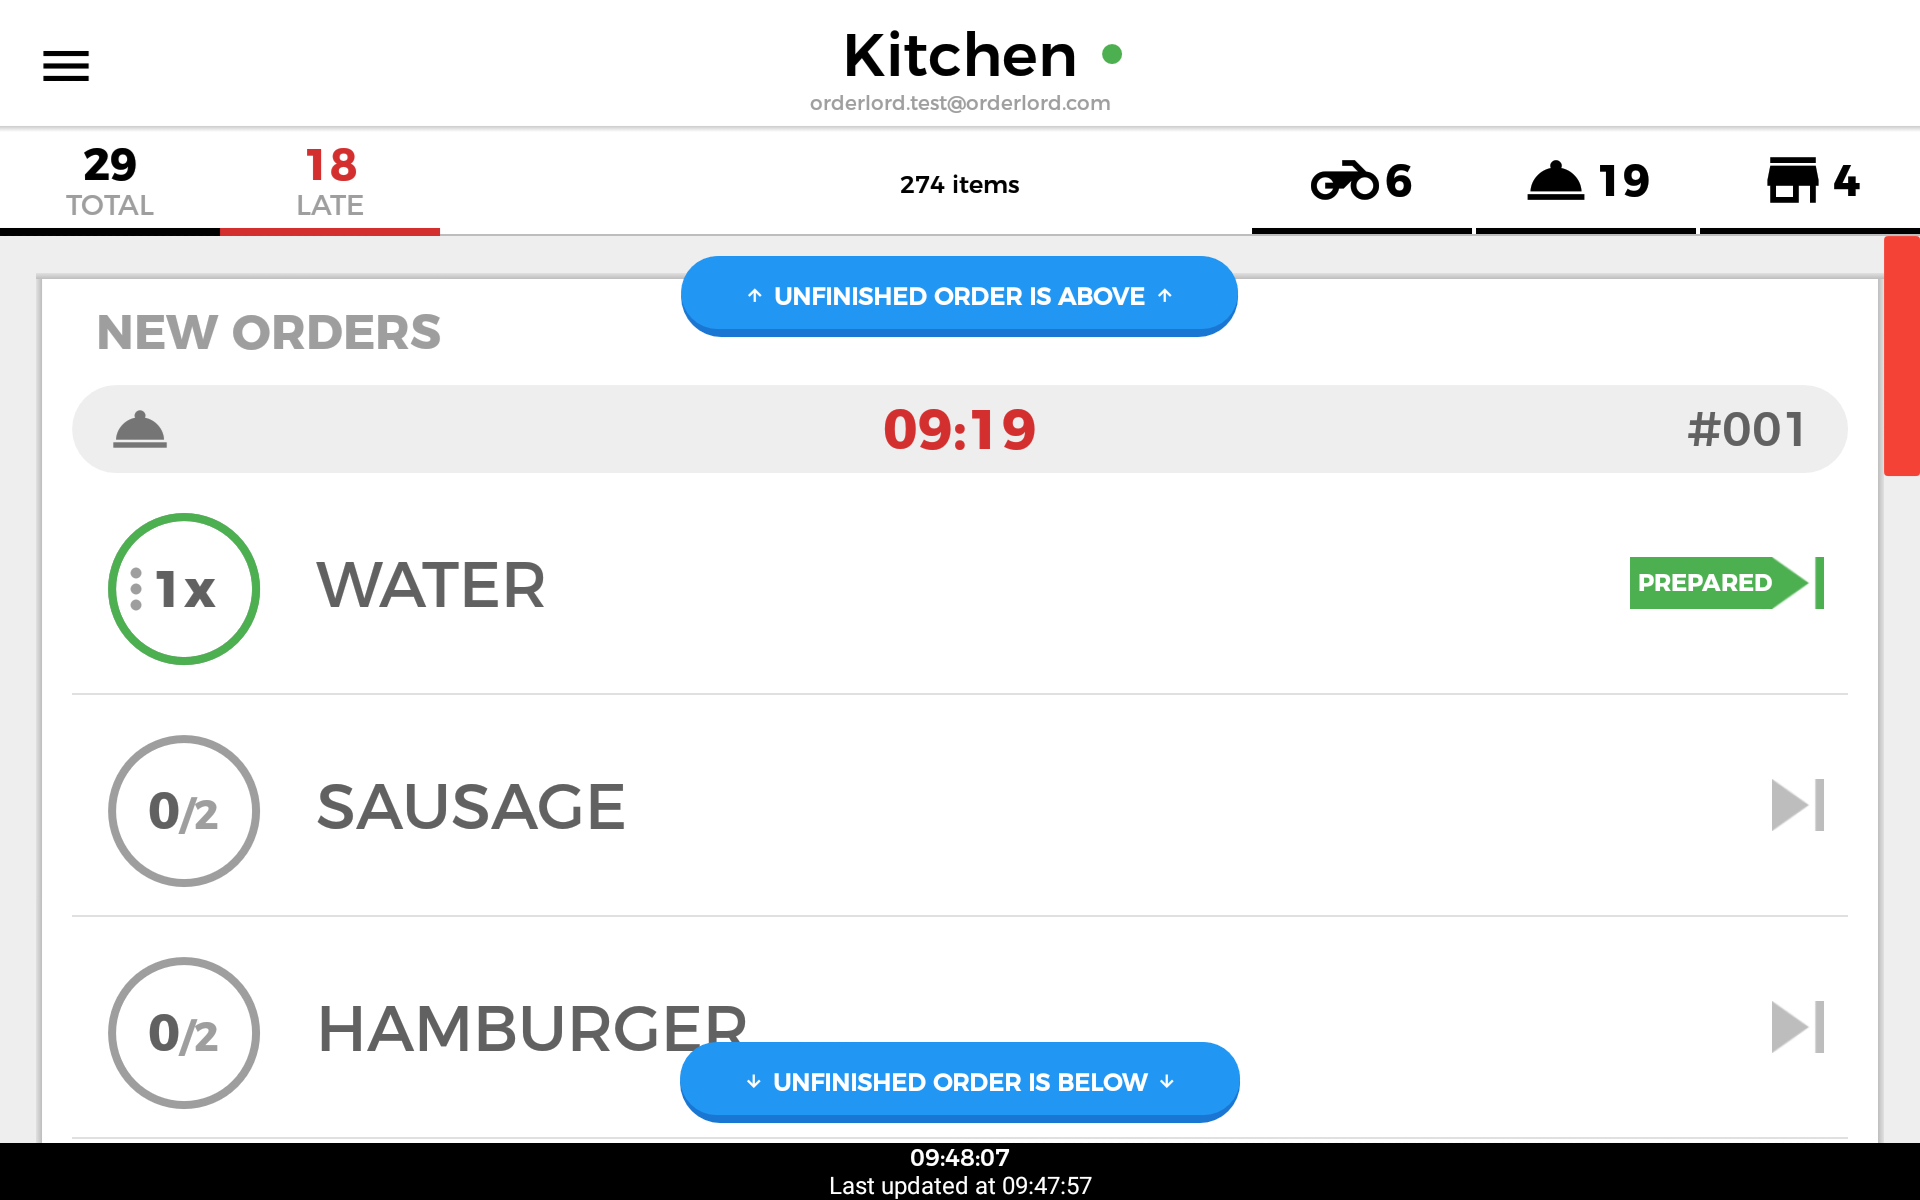 Kitchen
orderlord.test@orderlord.com
29
TOTAL
18
LATE
274 items
6
19
4
↑ UNFINISHED ORDER IS ABOVE ↑
NEW ORDERS
09:19
#001
1x
WATER
PREPARED
0/2
SAUSAGE
0/2
HAMBURGER
↓ UNFINISHED ORDER IS BELOW ↓
09:48:07
Last updated at 09:47:57